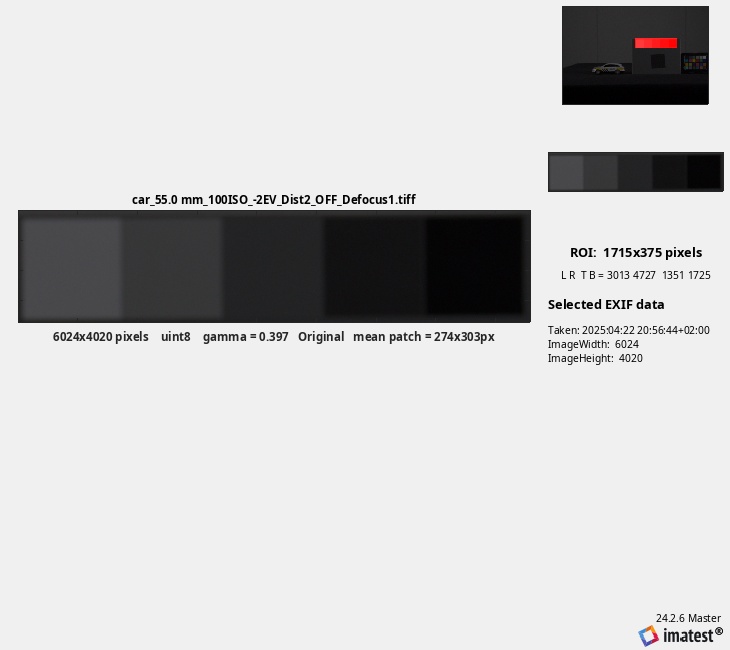 car_55.0 mm_100ISO_-2EV_Dist2_OFF_Defocus1.tiff
6024x4020 pixels    uint8    gamma = 0.397   Original   mean patch = 274x303px
ROI:  1715x375 pixels
L R  T B = 3013 4727  1351 1725
Selected EXIF data
Taken: 2025:04:22 20:56:44+02:00
ImageWidth:  6024
ImageHeight:  4020
24.2.6 Master
imatest®